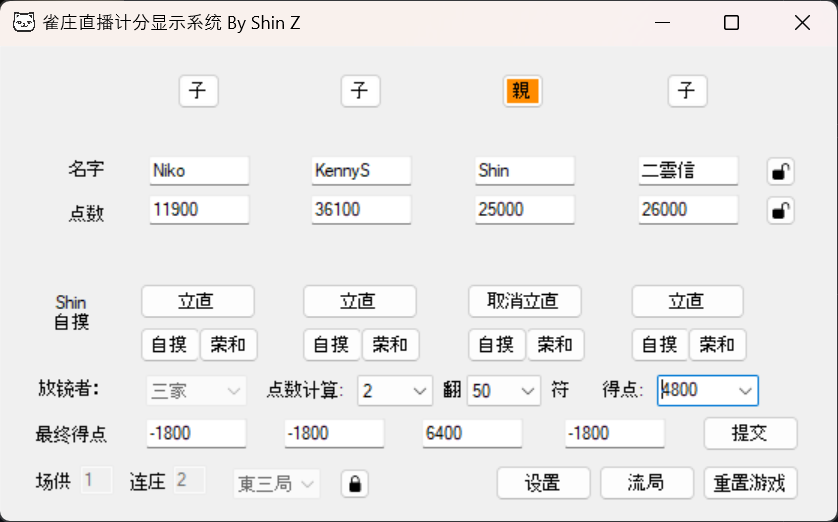 雀庄直播计分显示系统 By Shin Z
子 子 親 子
名字 Niko KennyS Shin 二雲信
点数 11900 36100 25000 26000
立直 立直 取消立直 立直
Shin
自摸
自摸 荣和 自摸 荣和 自摸 荣和 自摸 荣和
放铳者： 三家 点数计算: 2 翻 50 符 得点: 4800
最终得点 -1800 -1800 6400 -1800 提交
场供 1 连庄 2 東三局 设置 流局 重置游戏